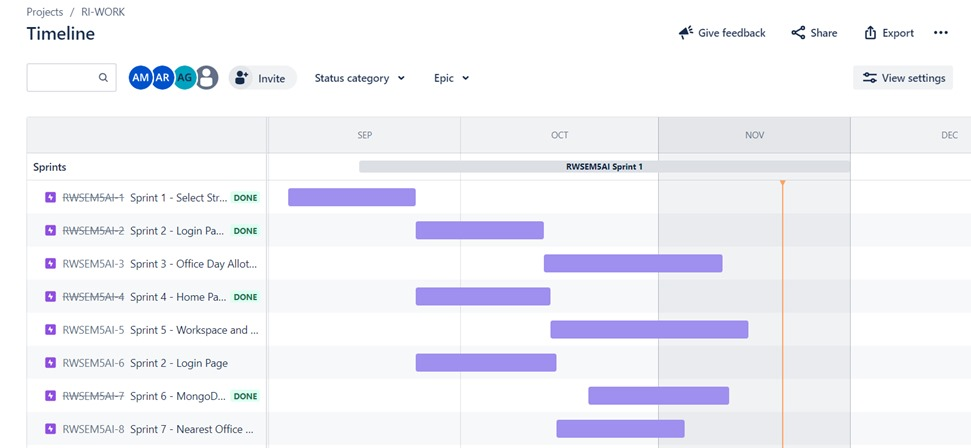 Projects / RI-WORK
Timeline
Give feedback Share Export
AM AR AG Invite Status category Epic View settings
SEP OCT NOV DEC
Sprints RWSEM5AI Sprint 1
RWSEM5AI-1 Sprint 1 - Select Str... DONE
RWSEM5AI-2 Sprint 2 - Login Pa... DONE
RWSEM5AI-3 Sprint 3 - Office Day Allot...
RWSEM5AI-4 Sprint 4 - Home Pa... DONE
RWSEM5AI-5 Sprint 5 - Workspace and ...
RWSEM5AI-6 Sprint 2 - Login Page
RWSEM5AI-7 Sprint 6 - MongoD... DONE
RWSEM5AI-8 Sprint 7 - Nearest Office ...